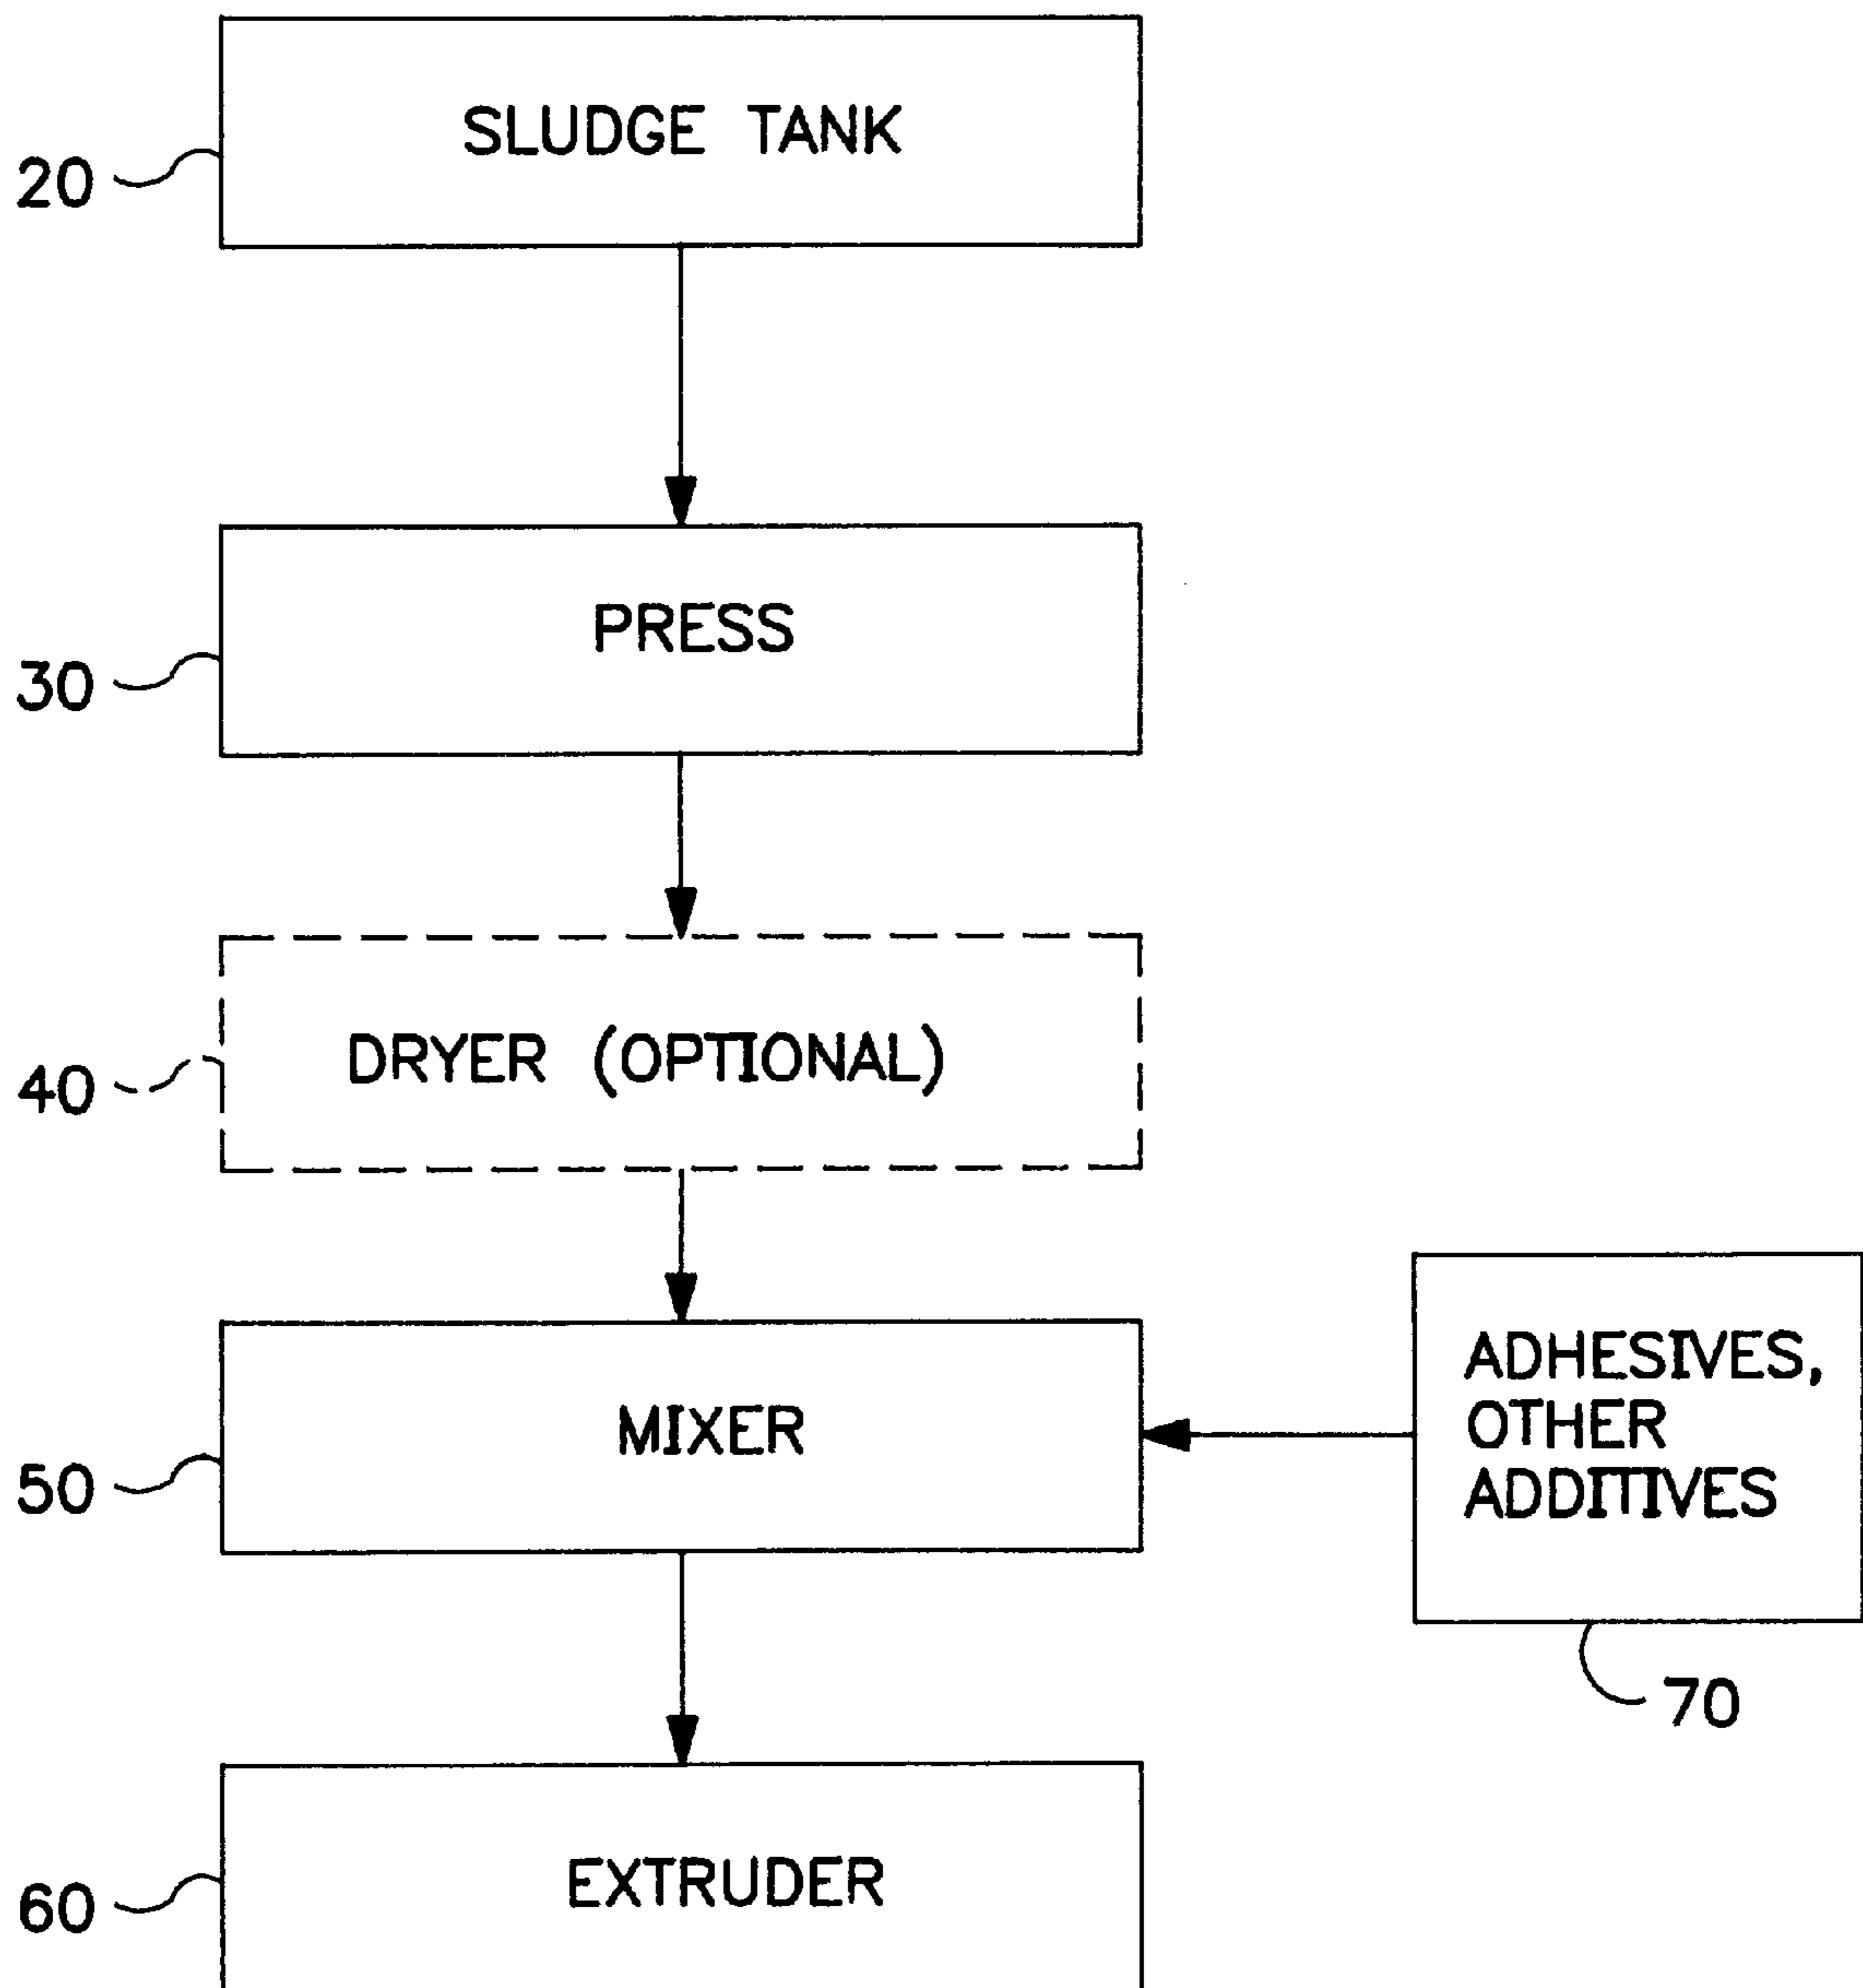 SLUDGE TANK
20
PRESS
30
DRYER (OPTIONAL)
40
ADHESIVES,
OTHER
ADDITIVES
MIXER
50
70
EXTRUDER
60